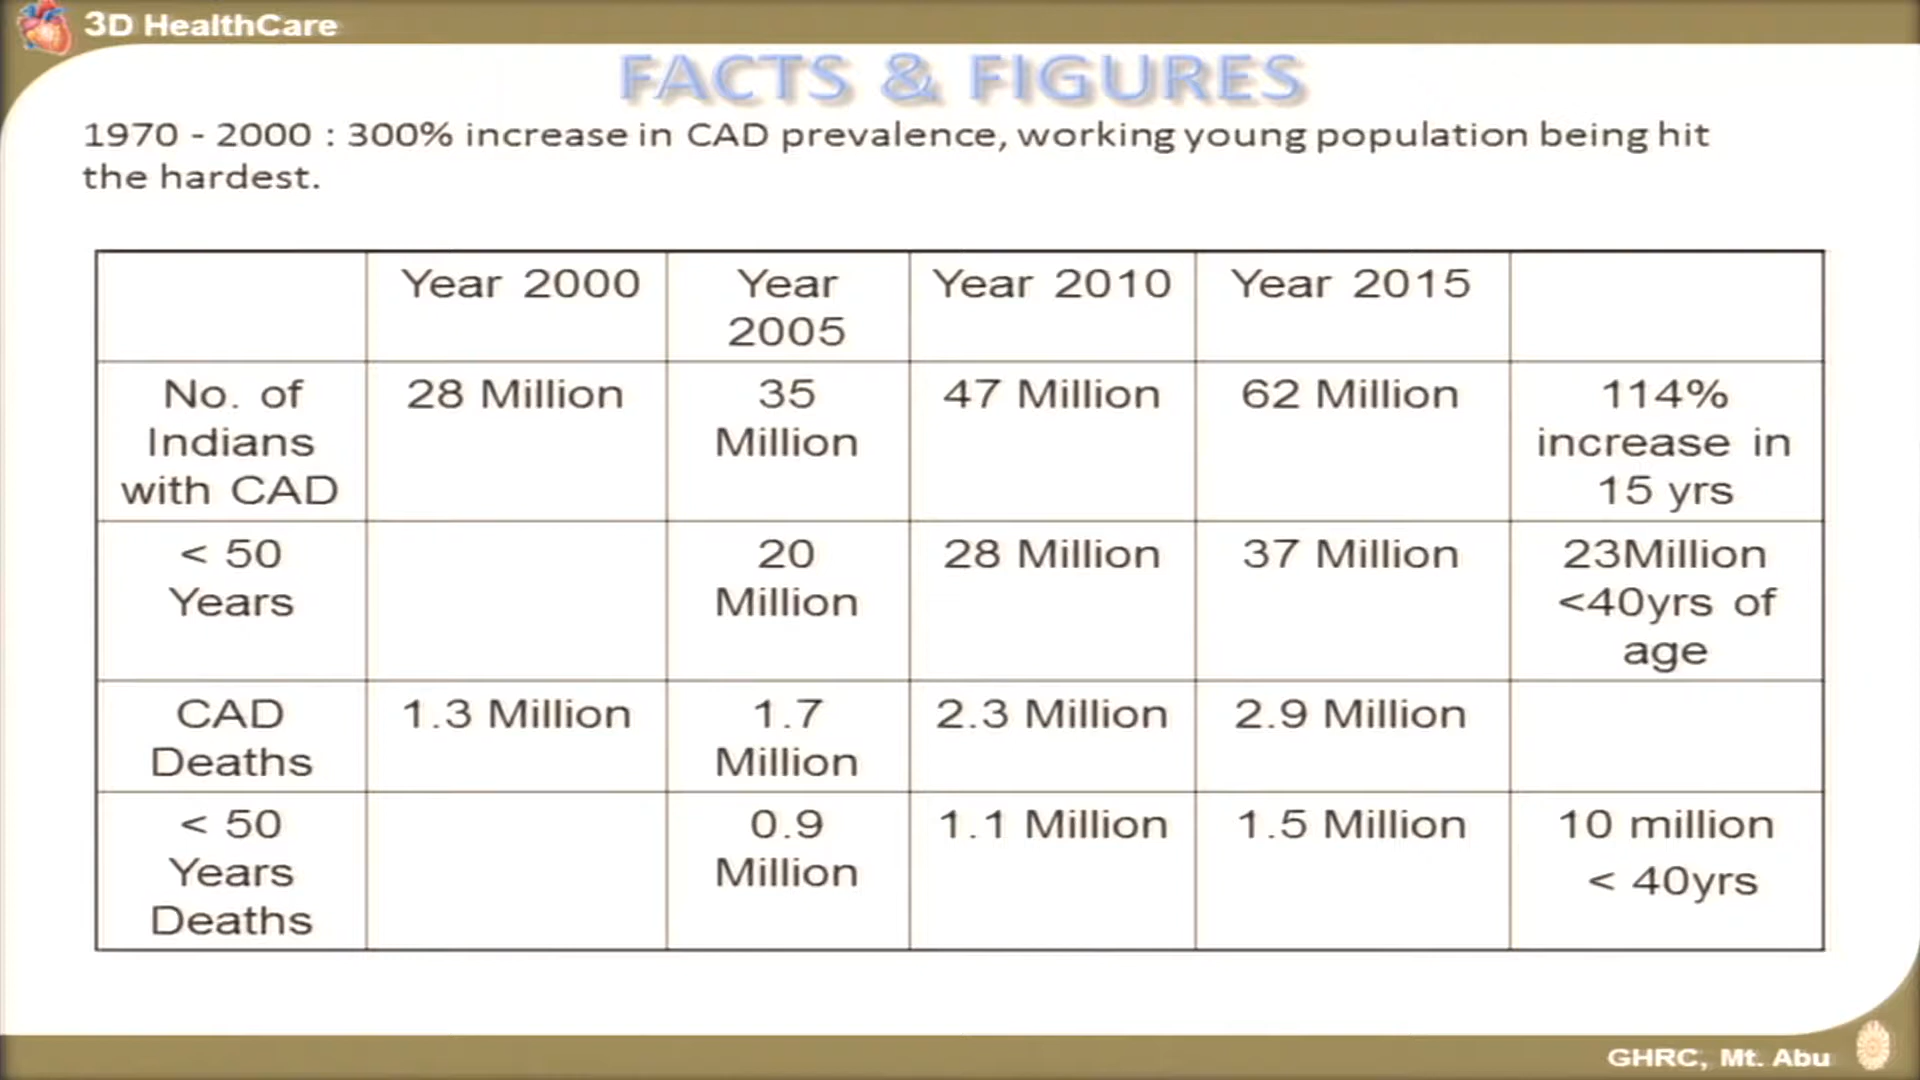 3D HealthCare
FACTS & FIGURES
1970 - 2000 : 300% increase in CAD prevalence, working young population being hit
the hardest.
Year 2000
Year
2005
Year 2010
Year 2015
No. of
Indians
with CAD
28 Million
35
Million
47 Million
62 Million
114%
increase in
15 yrs
< 50
Years
20
Million
28 Million
37 Million
23Million
<40yrs of
age
CAD
Deaths
1.3 Million
1.7
Million
2.3 Million
2.9 Million
< 50
Years
Deaths
0.9
Million
1.1 Million
1.5 Million
10 million
< 40yrs
GHRC, Mt. Abu